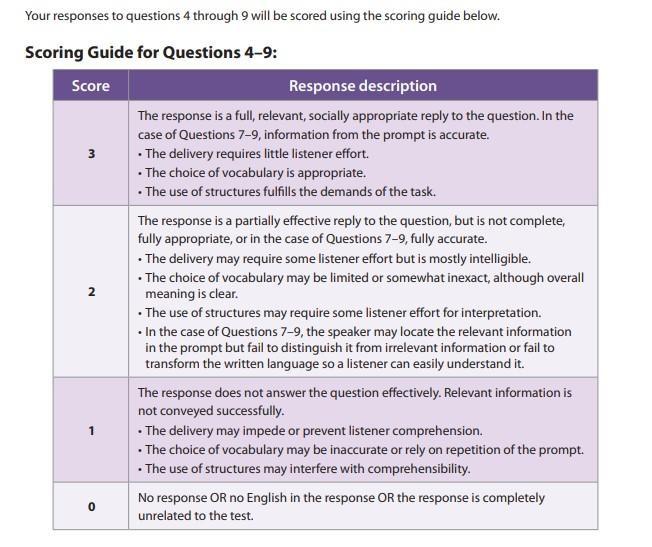 Your responses to questions 4 through 9 will be scored using the scoring guide below.
Scoring Guide for Questions 4–9:
Score
Response description
3
The response is a full, relevant, socially appropriate reply to the question. In the
case of Questions 7–9, information from the prompt is accurate.
• The delivery requires little listener effort.
• The choice of vocabulary is appropriate.
• The use of structures fulfills the demands of the task.
2
The response is a partially effective reply to the question, but is not complete,
fully appropriate, or in the case of Questions 7–9, fully accurate.
• The delivery may require some listener effort but is mostly intelligible.
• The choice of vocabulary may be limited or somewhat inexact, although overall
meaning is clear.
• The use of structures may require some listener effort for interpretation.
• In the case of Questions 7–9, the speaker may locate the relevant information
in the prompt but fail to distinguish it from irrelevant information or fail to
transform the written language so a listener can easily understand it.
1
The response does not answer the question effectively. Relevant information is
not conveyed successfully.
• The delivery may impede or prevent listener comprehension.
• The choice of vocabulary may be inaccurate or rely on repetition of the prompt.
• The use of structures may interfere with comprehensibility.
0
No response OR no English in the response OR the response is completely
unrelated to the test.